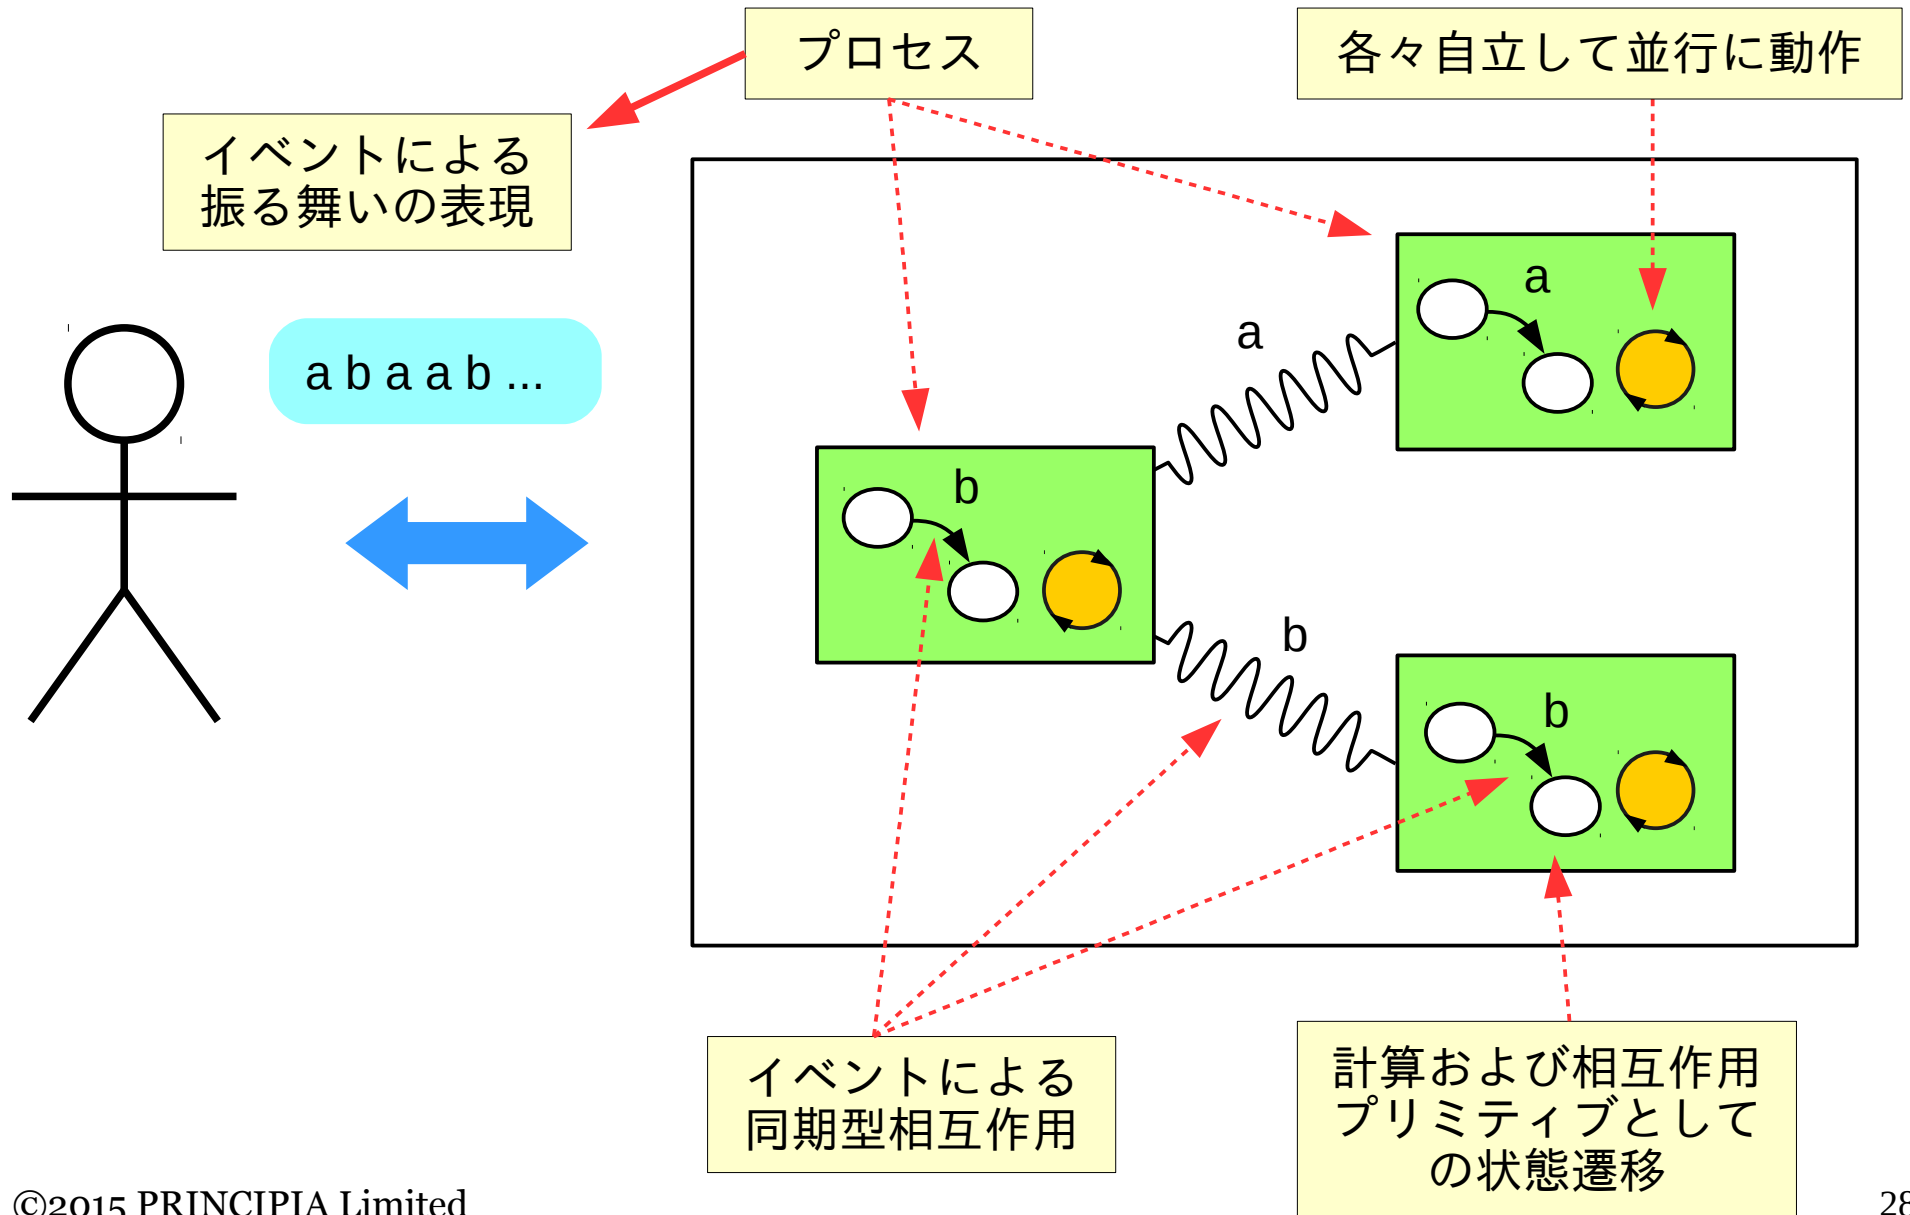 プロセス
各々自立して並行に動作
イベントによる
振る舞いの表現
a b a a b ...
a
a
b
b
b
イベントによる
同期型相互作用
計算および相互作用
プリミティブとして
の状態遷移
©2015 PRINCIPIA Limited
28